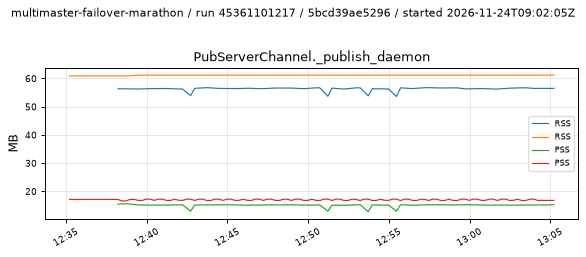 multimaster-failover-marathon / run 45361101217 / 5bcd39ae5296 / started 2026-11-24T09:02:05Z
PubServerChannel._publish_daemon
MB
60
50
40
30
20
RSS
RSS
PSS
PSS
12:35
12:40
12:45
12:50
12:55
13:00
13:05